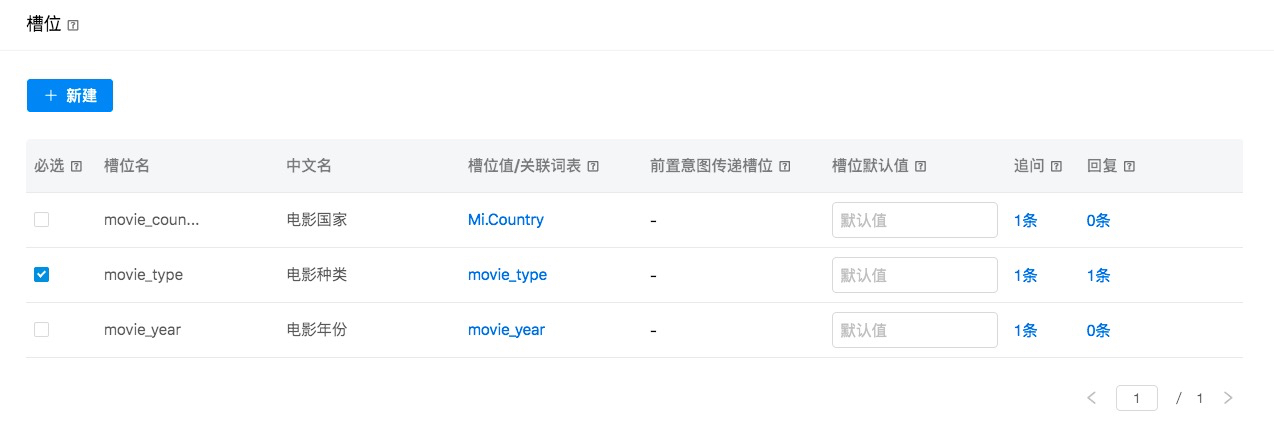 槽位
+ 新建
必选 槽位名 中文名 槽位值/关联词表 前置意图传递槽位 槽位默认值 追问 回复
movie_coun... 电影国家 Mi.Country - 默认值 1条 0条
movie_type 电影种类 movie_type - 默认值 1条 1条
movie_year 电影年份 movie_year - 默认值 1条 0条
1 / 1